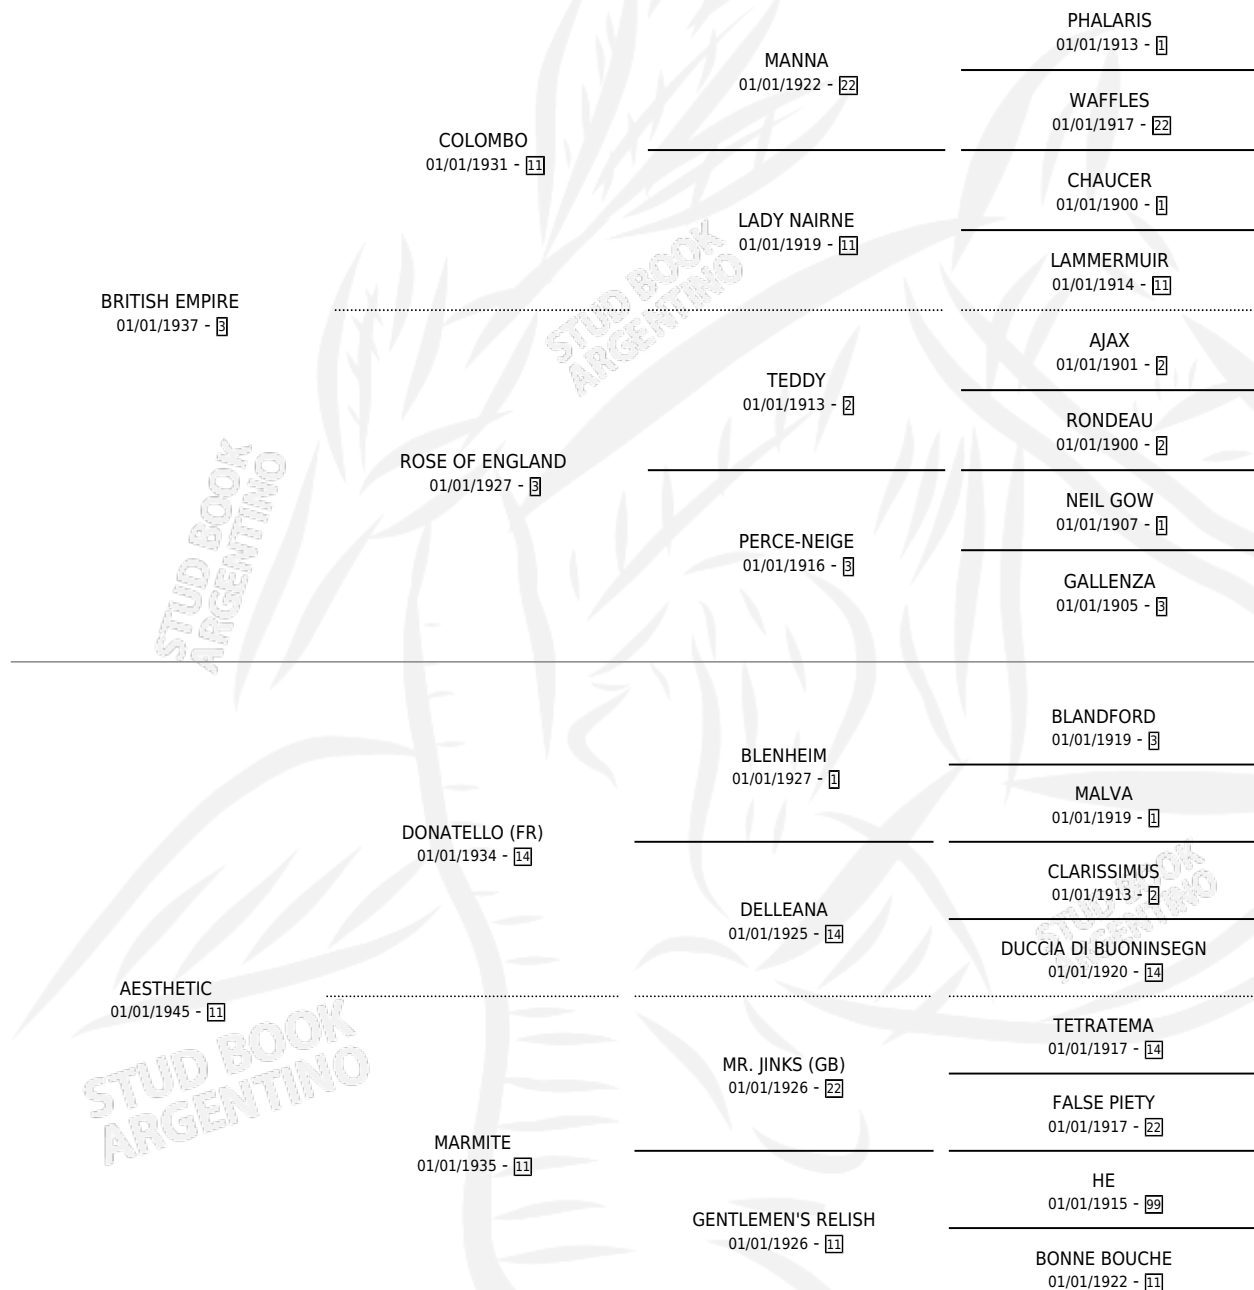 PHALARIS
01/01/1913 - 1
MANNA
01/01/1922 - 22
WAFFLES
01/01/1917 - 22
COLOMBO
01/01/1931 - 11
CHAUCER
01/01/1900 - 1
LADY NAIRNE
01/01/1919 - 11
LAMMERMUIR
01/01/1914 - 11
BRITISH EMPIRE
01/01/1937 - 3
AJAX
01/01/1901 - 2
TEDDY
01/01/1913 - 2
RONDEAU
01/01/1900 - 2
ROSE OF ENGLAND
01/01/1927 - 3
NEIL GOW
01/01/1907 - 1
PERCE-NEIGE
01/01/1916 - 3
GALLENZA
01/01/1905 - 3
STUD BOOK
ARGENTINO
STUD BOOK
ARGENTINO
BLANDFORD
01/01/1919 - 3
BLENHEIM
01/01/1927 - 1
MALVA
01/01/1919 - 1
DONATELLO (FR)
01/01/1934 - 14
CLARISSIMUS
01/01/1913 - 2
DELLEANA
01/01/1925 - 14
DUCCIA DI BUONINSEGN
01/01/1920 - 14
STUD BOOK
ARGENTINO
AESTHETIC
01/01/1945 - 11
TETRATEMA
01/01/1917 - 14
MR. JINKS (GB)
01/01/1926 - 22
FALSE PIETY
01/01/1917 - 22
STUD BOOK
ARGENTINO
MARMITE
01/01/1935 - 11
HE
01/01/1915 - 99
GENTLEMEN'S RELISH
01/01/1926 - 11
BONNE BOUCHE
01/01/1922 - 11